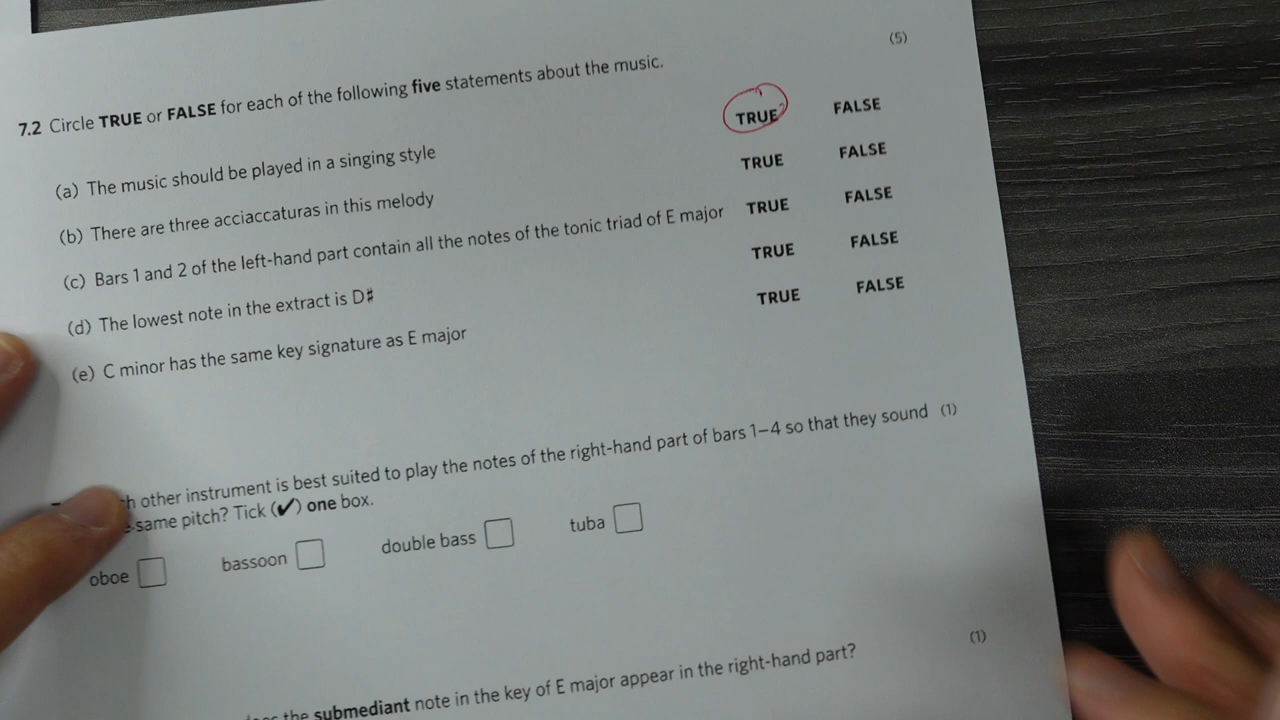 (5)
7.2 Circle TRUE or FALSE for each of the following five statements about the music.
(a) The music should be played in a singing style TRUE FALSE
(b) There are three acciaccaturas in this melody TRUE FALSE
(c) Bars 1 and 2 of the left-hand part contain all the notes of the tonic triad of E major TRUE FALSE
(d) The lowest note in the extract is D♯ TRUE FALSE
(e) C minor has the same key signature as E major TRUE FALSE
other instrument is best suited to play the notes of the right-hand part of bars 1–4 so that they sound (1)
same pitch? Tick (✔) one box.
oboe bassoon double bass tuba
(1)
the submediant note in the key of E major appear in the right-hand part?